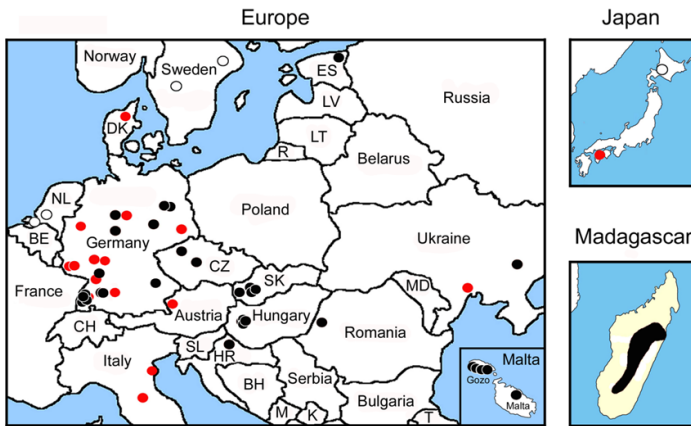 Europe
Japan
Norway
Sweden
ES
Russia
LV
DK
LT
R
Belarus
NL
Poland
BE
Germany
Ukraine
Madagascar
CZ
SK
MD
France
Austria
Hungary
CH
Romania
SL
HR
Italy
Malta
Serbia
BH
Gozo
Bulgaria
Malta
M
K
T